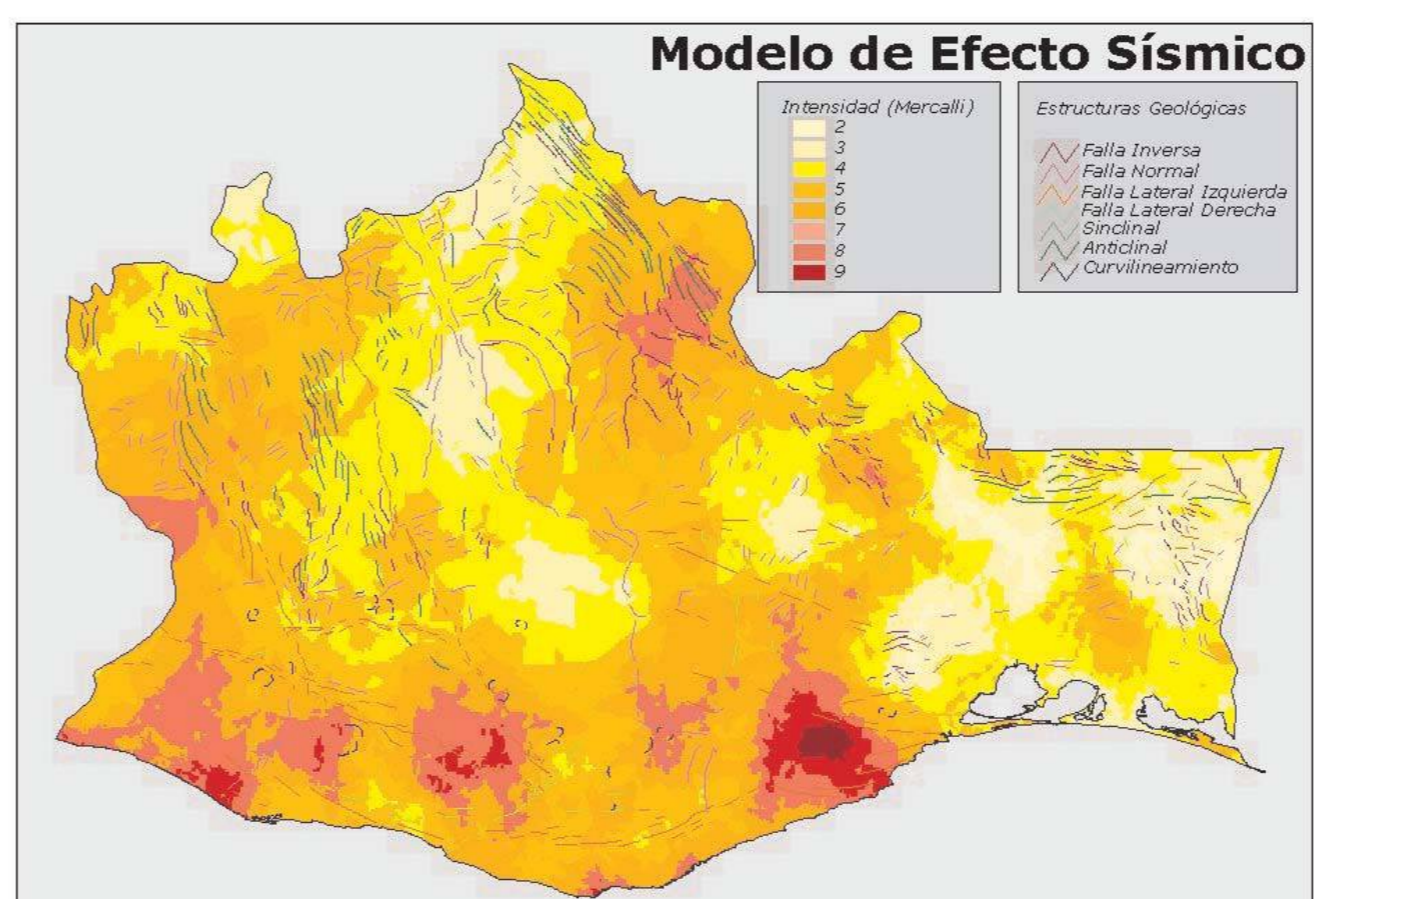 Modelo de Efecto Sísmico
Intensidad (Mercalli)
2
3
4
5
6
7
8
9
Estructuras Geológicas
Falla Inversa
Falla Normal
Falla Lateral Izquierda
Falla Lateral Derecha
Sinclinal
Anticlinal
Curvilineamiento